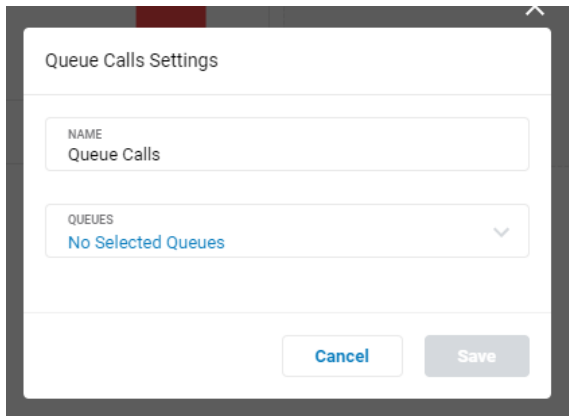 Queue Calls Settings
NAME
Queue Calls
QUEUES
No Selected Queues
Cancel
Save